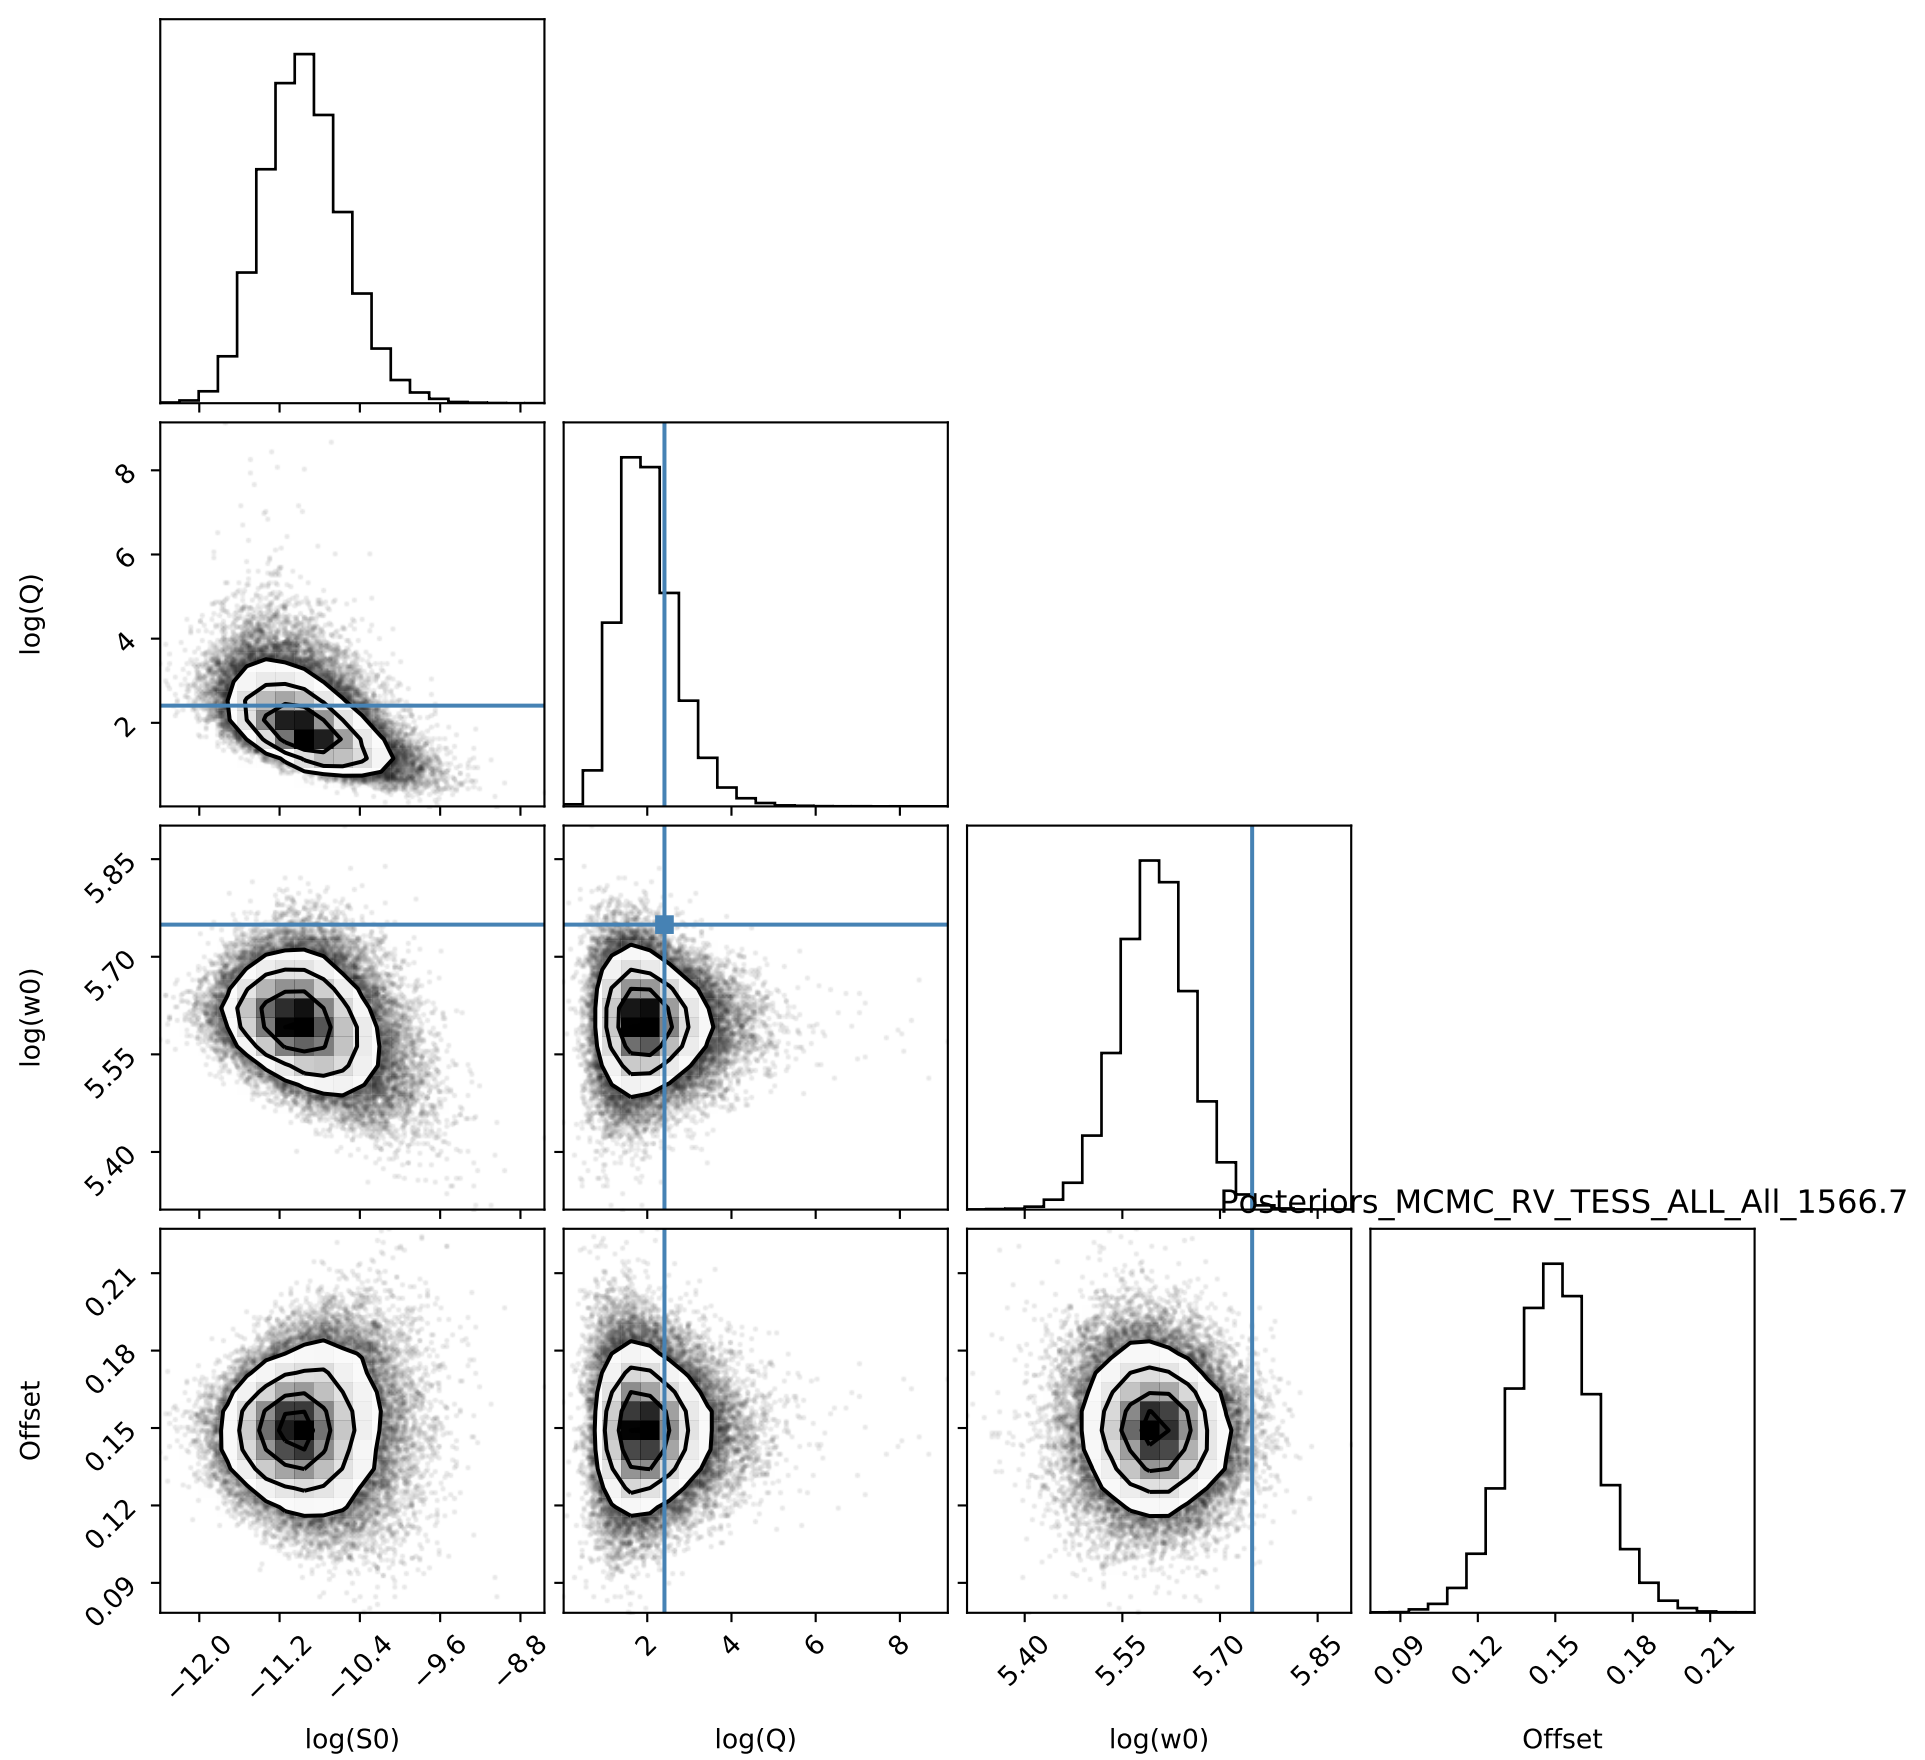 log(Q)
8
6
4
2
log(w0)
5.85
5.70
5.55
5.40
Posteriors_MCMC_RV_TESS_ALL_All_1566.7
Offset
0.21
0.18
0.15
0.12
0.09
−12.0 −11.2 −10.4 −9.6 −8.8 2 4 6 8 5.40 5.55 5.70 5.85 0.09 0.12 0.15 0.18 0.21
log(S0) log(Q) log(w0) Offset